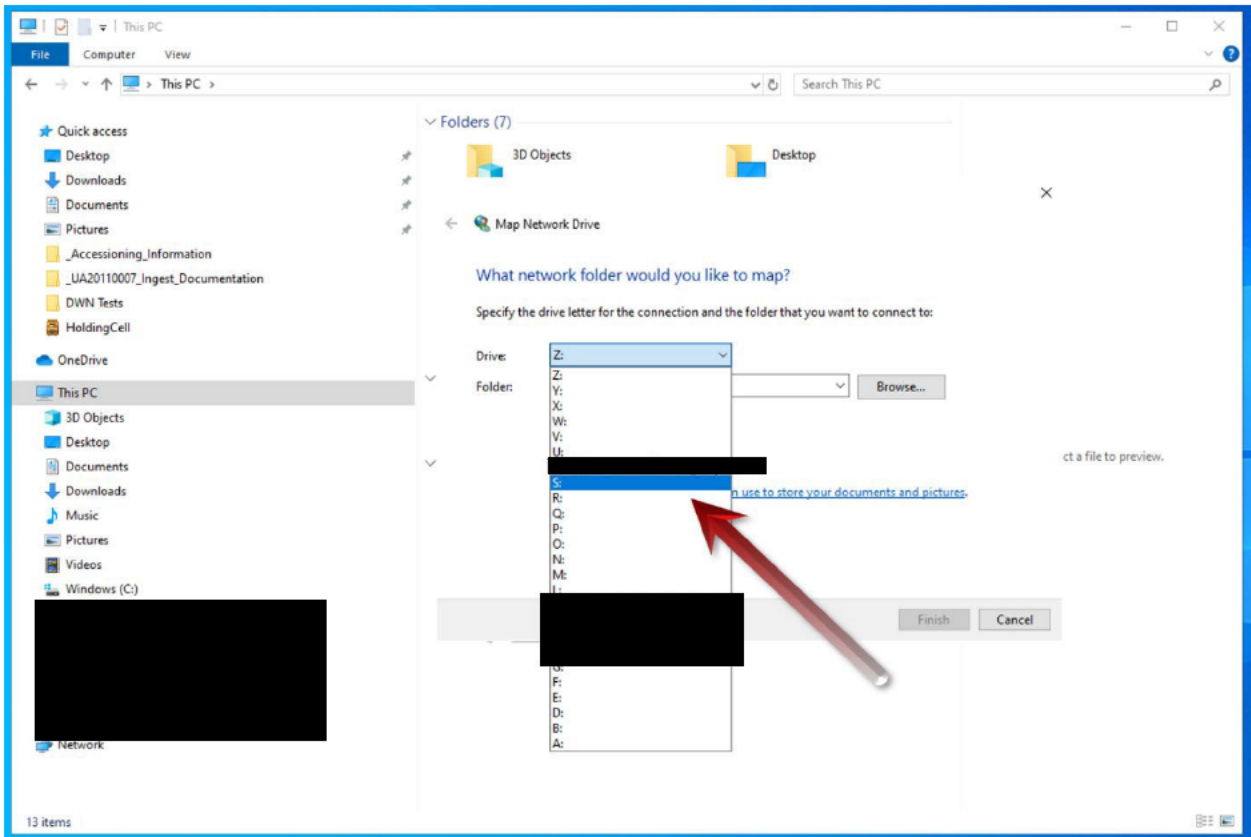 This PC
File Computer View
This PC
Search This PC
Quick access
Desktop
Downloads
Documents
Pictures
_Accessioning_Information
_UA20110007_Ingest_Documentation
DWN Tests
HoldingCell
OneDrive
This PC
3D Objects
Desktop
Documents
Downloads
Music
Pictures
Videos
Windows (C:)
Network
13 items
Folders (7)
3D Objects Desktop
Map Network Drive
What network folder would you like to map?
Specify the drive letter for the connection and the folder that you want to connect to:
Drive: Z:
Folder: Browse...
Z:
Y:
X:
W:
V:
U:
S:
R:
Q:
P:
O:
N:
M:
L:
G:
F:
E:
D:
B:
A:
use to store your documents and pictures.
a file to preview.
Finish Cancel